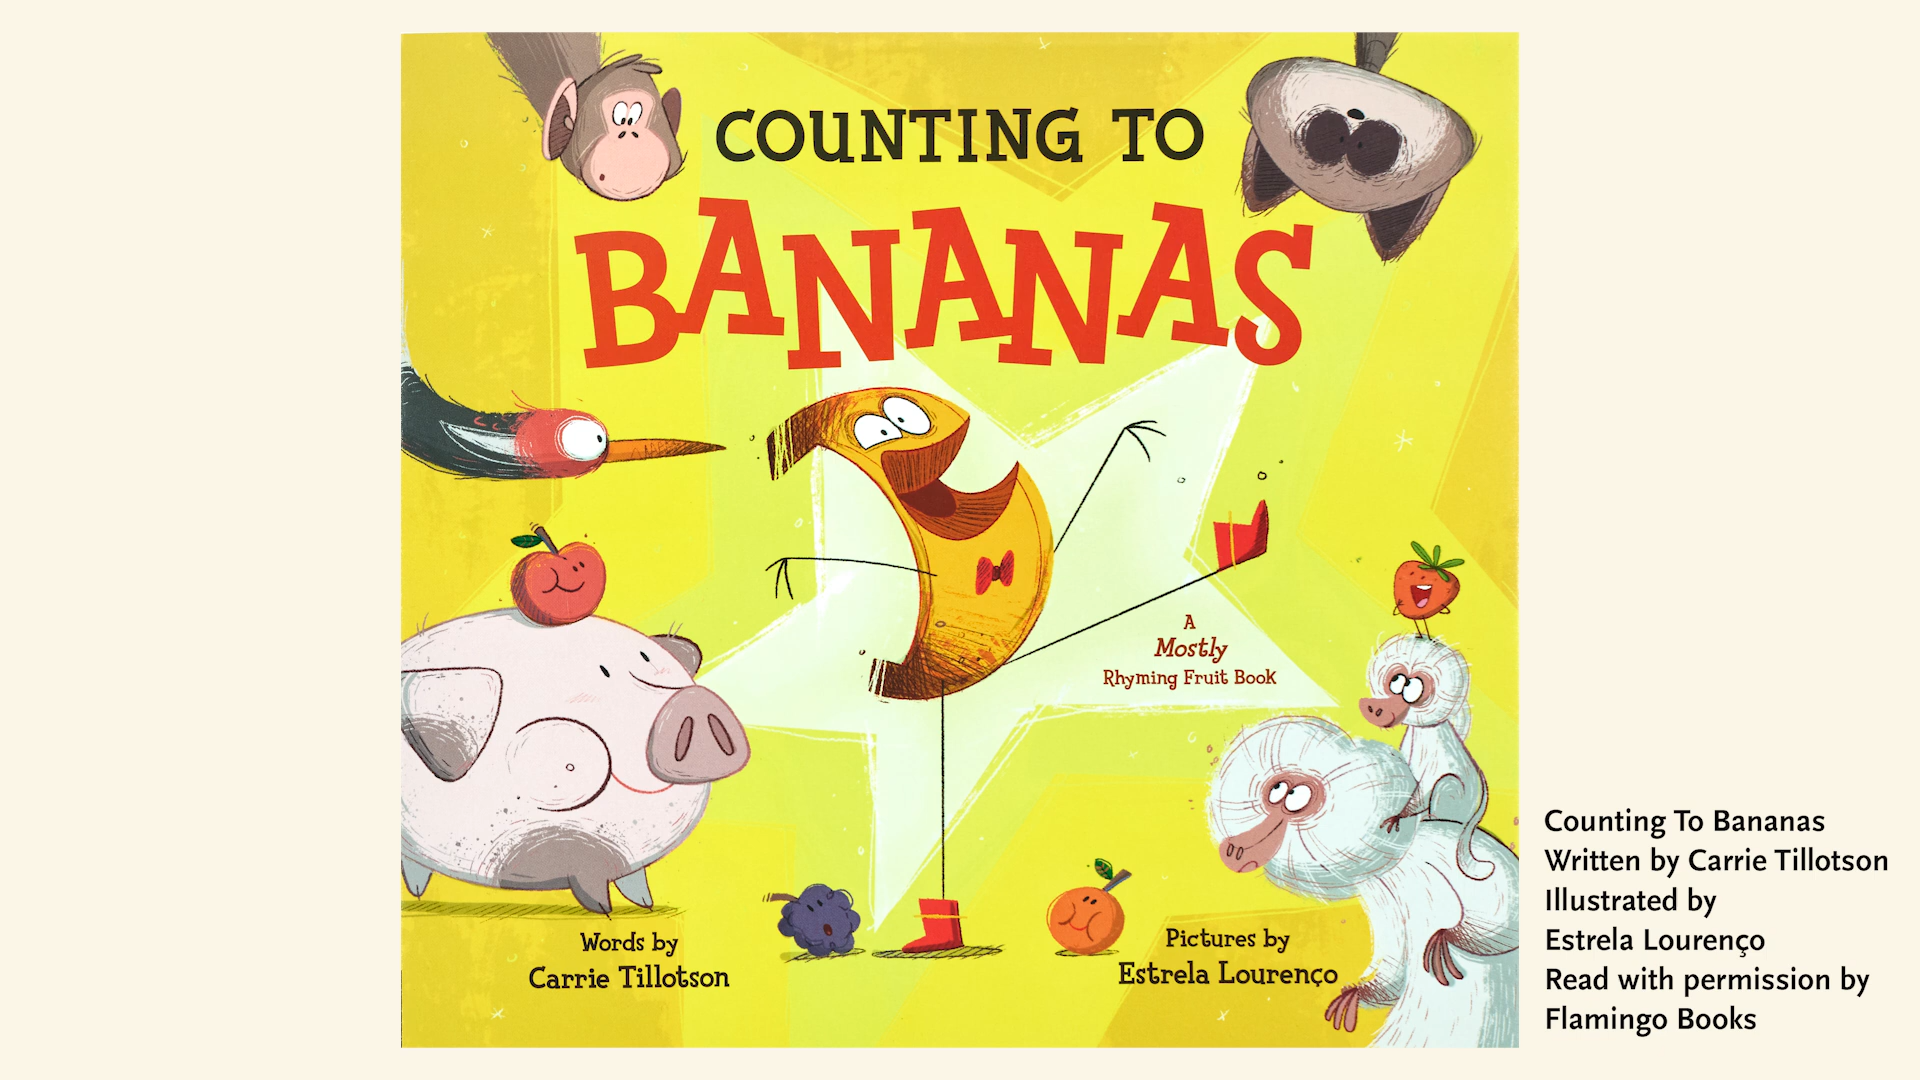 COUNTING TO
BANANAS
A
Mostly
Rhyming Fruit Book
Words by
Carrie Tillotson
Pictures by
Estrela Lourenço
Counting To Bananas
Written by Carrie Tillotson
Illustrated by
Estrela Lourenço
Read with permission by
Flamingo Books